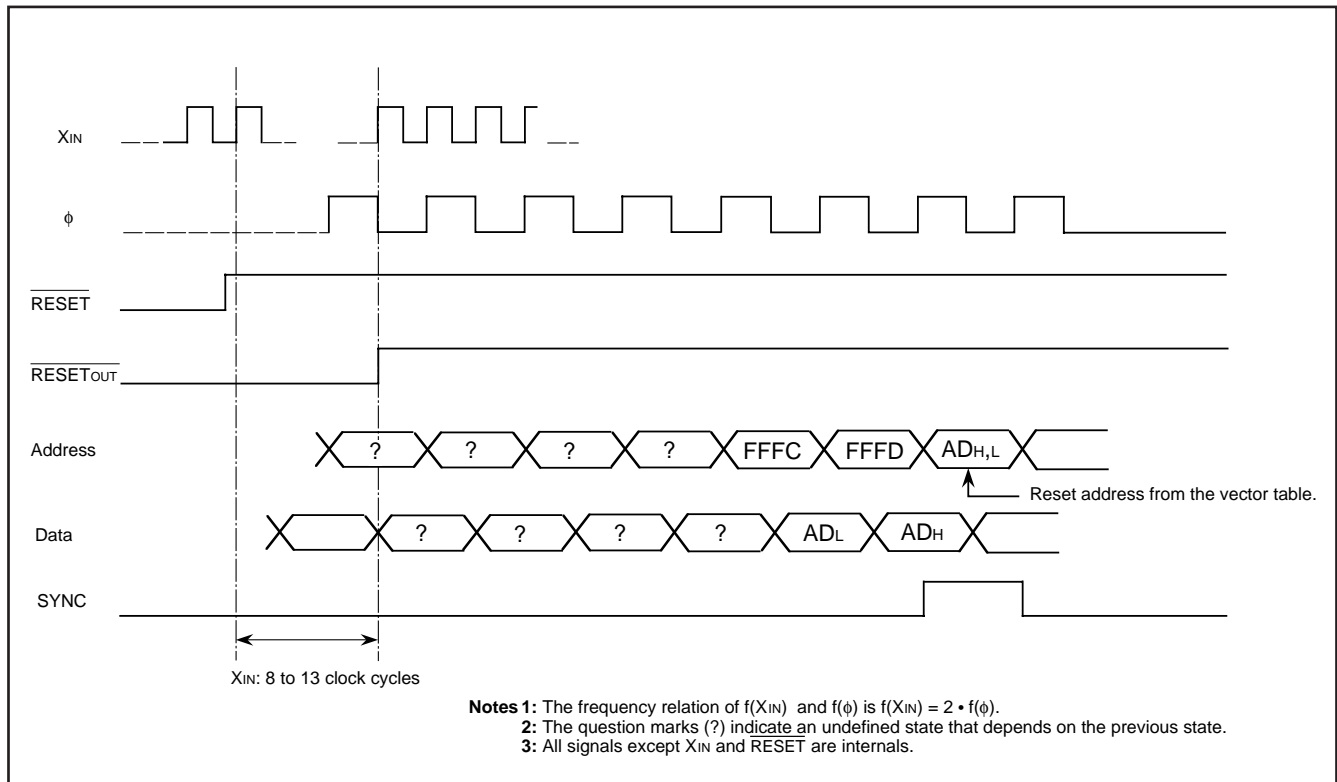 XIN
ϕ
RESET
RESETOUT
Address
? ? ? ? FFFC FFFD ADH,L
Reset address from the vector table.
Data
? ? ? ? ADL ADH
SYNC
XIN: 8 to 13 clock cycles
Notes 1: The frequency relation of f(XIN) and f(ϕ) is f(XIN) = 2 • f(ϕ).
2: The question marks (?) indicate an undefined state that depends on the previous state.
3: All signals except XIN and RESET are internals.